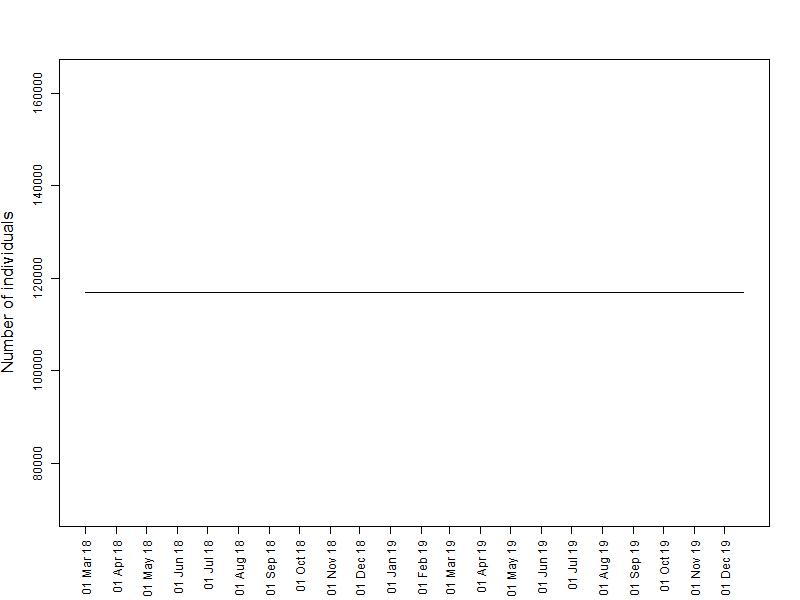 Number of individuals
160000
140000
120000
100000
80000
01 Mar 18
01 Apr 18
01 May 18
01 Jun 18
01 Jul 18
01 Aug 18
01 Sep 18
01 Oct 18
01 Nov 18
01 Dec 18
01 Jan 19
01 Feb 19
01 Mar 19
01 Apr 19
01 May 19
01 Jun 19
01 Jul 19
01 Aug 19
01 Sep 19
01 Oct 19
01 Nov 19
01 Dec 19